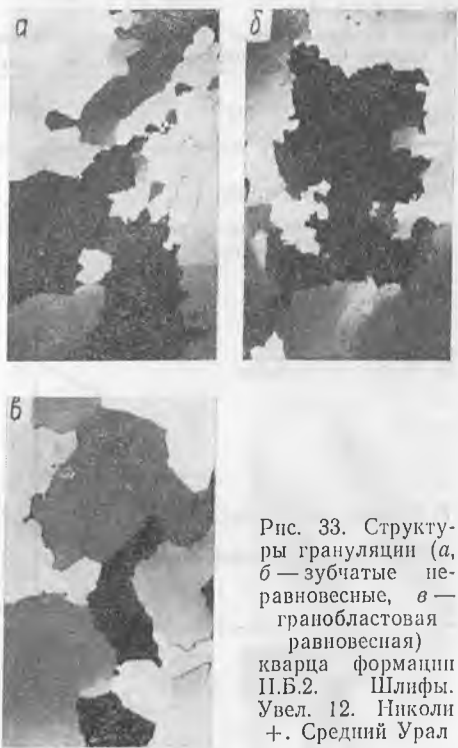 а
б
в
Рис. 33. Структу-
ры грануляции (а,
б — зубчатые не-
равновесные, в —
гранобластовая
равновесная)
кварца формации
II.Б.2. Шлифы.
Увел. 12. Николи
+. Средний Урал